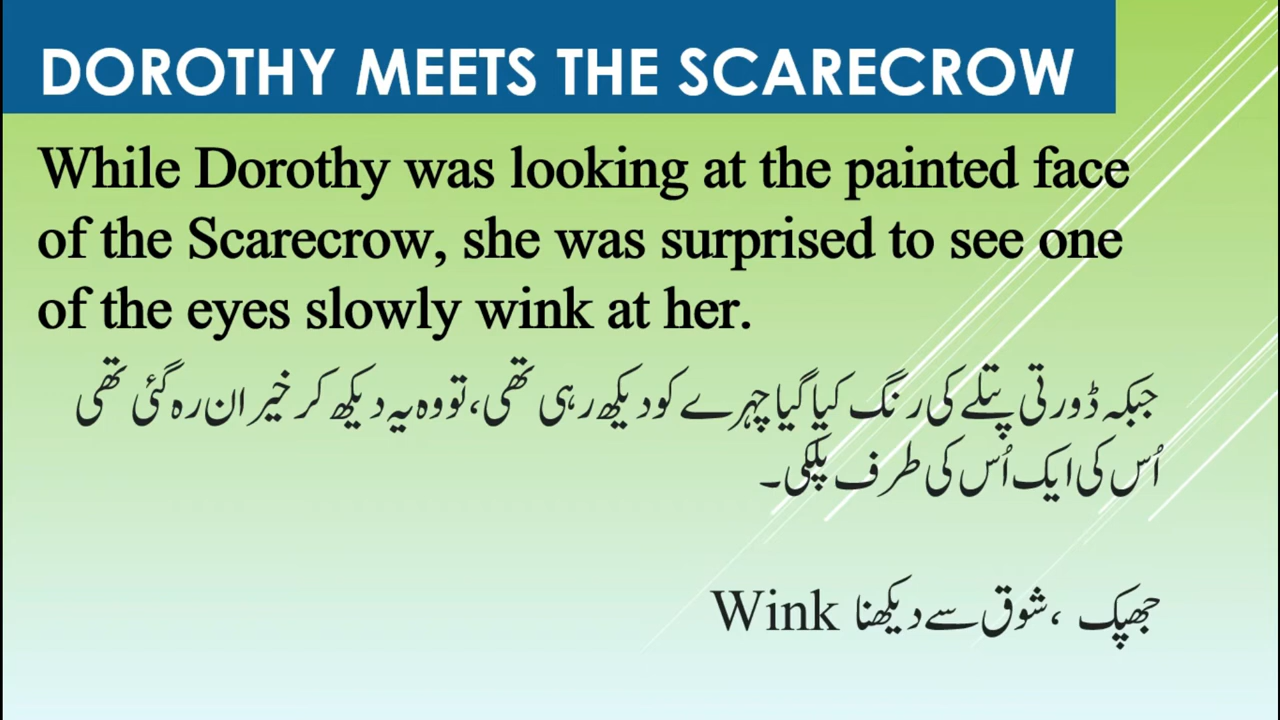 DOROTHY MEETS THE SCARECROW
While Dorothy was looking at the painted face
of the Scarecrow, she was surprised to see one
of the eyes slowly wink at her.
جبکہ ڈورتی پتلے کی رنگ کیا گیا چہرے کو دیکھ رہی تھی، تو وہ یہ دیکھ کر خیر ان رہ گئی تھی
اُس کی ایک اُس کی طرف پلکی۔
جھپک ، شوق سے دیکھنا Wink